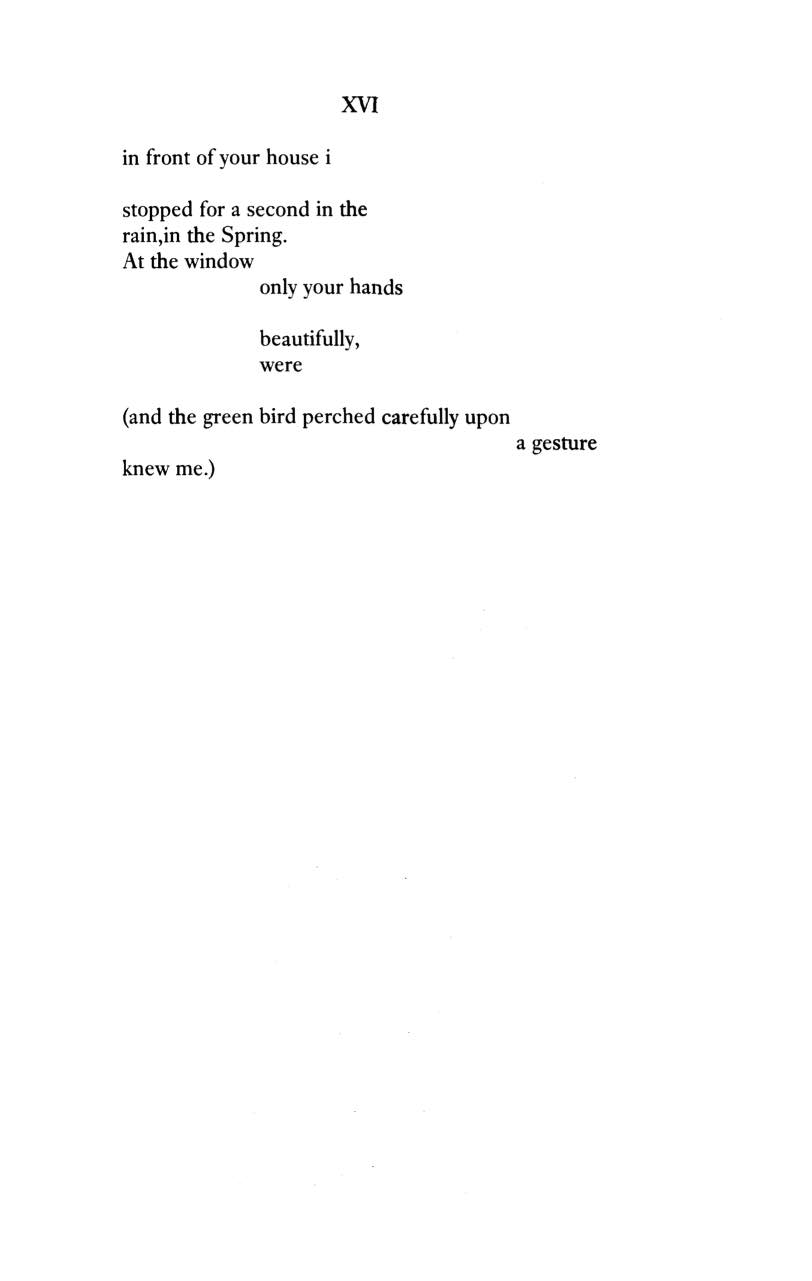 XVI
in front of your house i
stopped for a second in the
rain,in the Spring.
At the window
only your hands
beautifully,
were
(and the green bird perched carefully upon
a gesture
knew me.)